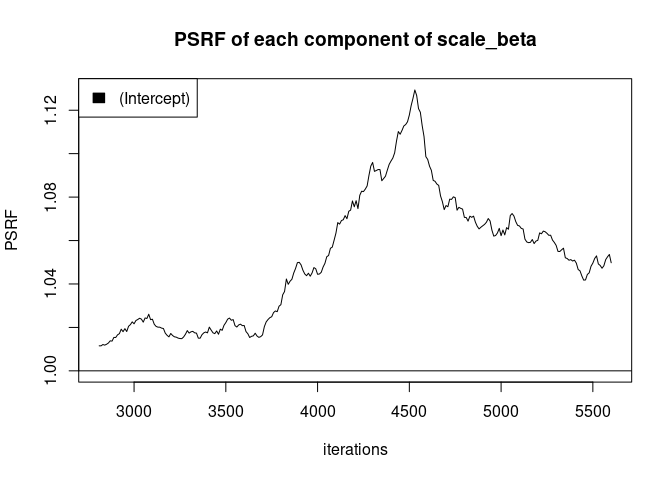 PSRF of each component of scale_beta
(Intercept)
PSRF
1.12
1.08
1.04
1.00
3000 3500 4000 4500 5000 5500
iterations